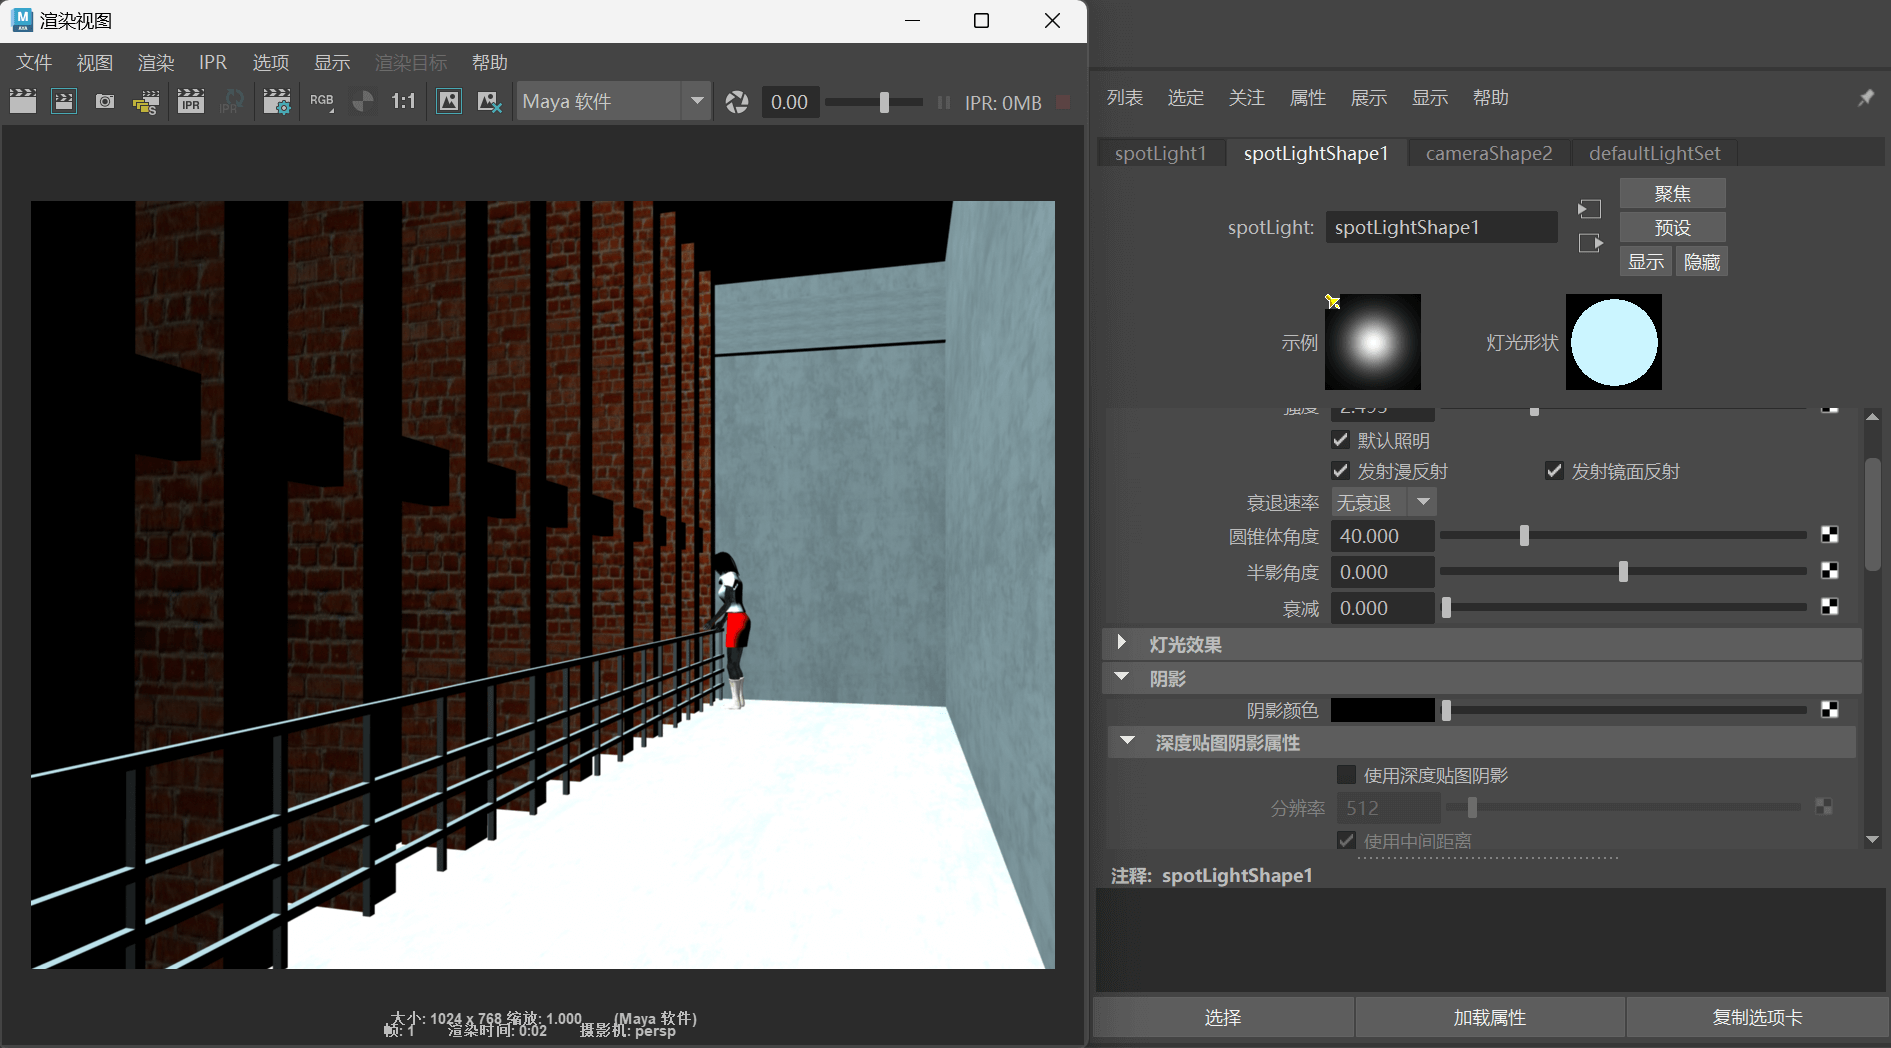 渲染视图
文件 视图 渲染 IPR 选项 显示 渲染目标 帮助
IPR IPR RGB 1:1 Maya 软件 0.00 IPR: 0MB
列表 选定 关注 属性 展示 显示 帮助
spotLight1 spotLightShape1 cameraShape2 defaultLightSet
聚焦
spotLight: spotLightShape1
预设
显示 隐藏
示例 灯光形状
强度 2.495
默认照明
发射漫反射 发射镜面反射
衰退速率 无衰退
圆锥体角度 40.000
半影角度 0.000
衰减 0.000
灯光效果
阴影
阴影颜色
深度贴图阴影属性
使用深度贴图阴影
分辨率 512
使用中间距离
注释: spotLightShape1
选择 加载属性 复制选项卡
大小: 1024 x 768 缩放: 1.000 (Maya 软件)
帧: 1 渲染时间: 0:02 摄影机: persp